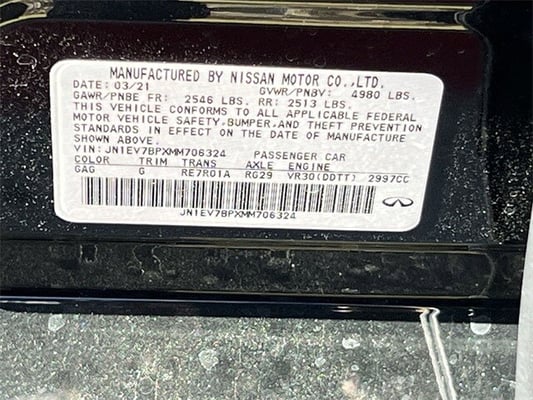 MANUFACTURED BY NISSAN MOTOR CO.,LTD.
DATE: 03/21 GVWR/PNBV: 4980 LBS.
GAWR/PNBE FR: 2546 LBS. RR: 2513 LBS.
THIS VEHICLE CONFORMS TO ALL APPLICABLE FEDERAL
MOTOR VEHICLE SAFETY,BUMPER,AND THEFT PREVENTION
STANDARDS IN EFFECT ON THE DATE OF MANUFACTURE
SHOWN ABOVE.
VIN: JN1EV7BPXMM706324 PASSENGER CAR
COLOR TRIM TRANS AXLE ENGINE
GAG G RE7R01A RG29 VR30(DDTT) 2997CC
JN1EV7BPXMM706324